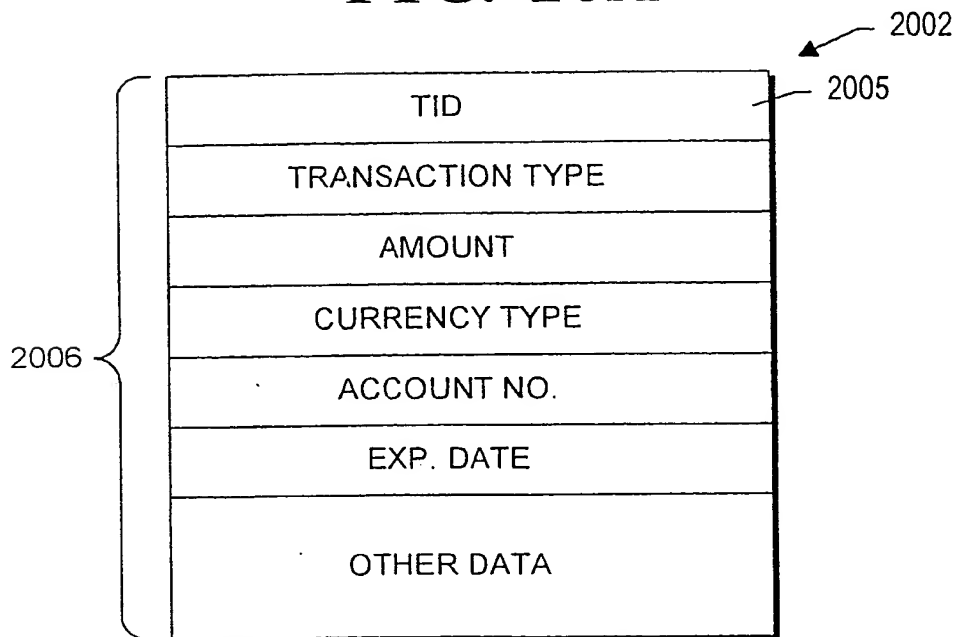 2002
TID
2005
TRANSACTION TYPE
AMOUNT
CURRENCY TYPE
2006
ACCOUNT NO.
EXP. DATE
OTHER DATA